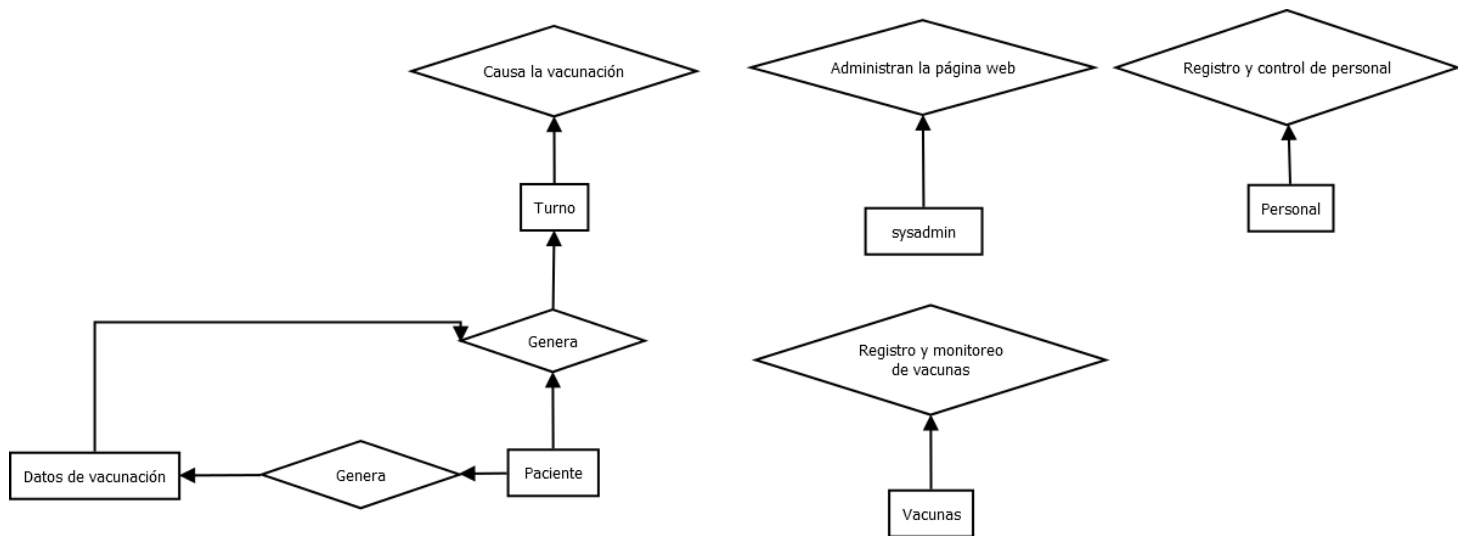 Causa la vacunación
Administran la página web
Registro y control de personal
Turno
Personal
sysadmin
Genera
Registro y monitoreo
de vacunas
Datos de vacunación
Genera
Paciente
Vacunas